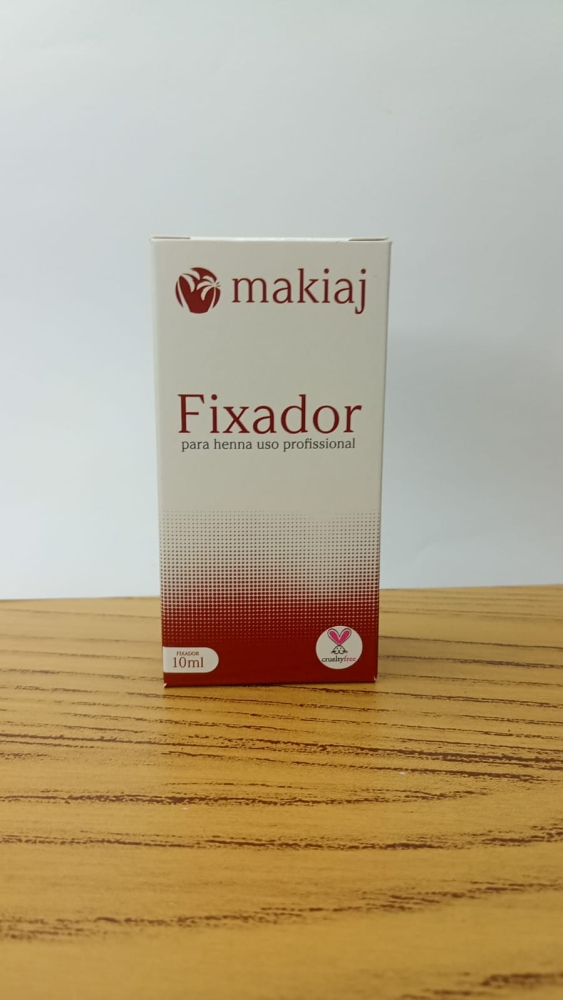 makiaj
Fixador
para henna uso profissional
FIXADOR
10ml
crueltyfree